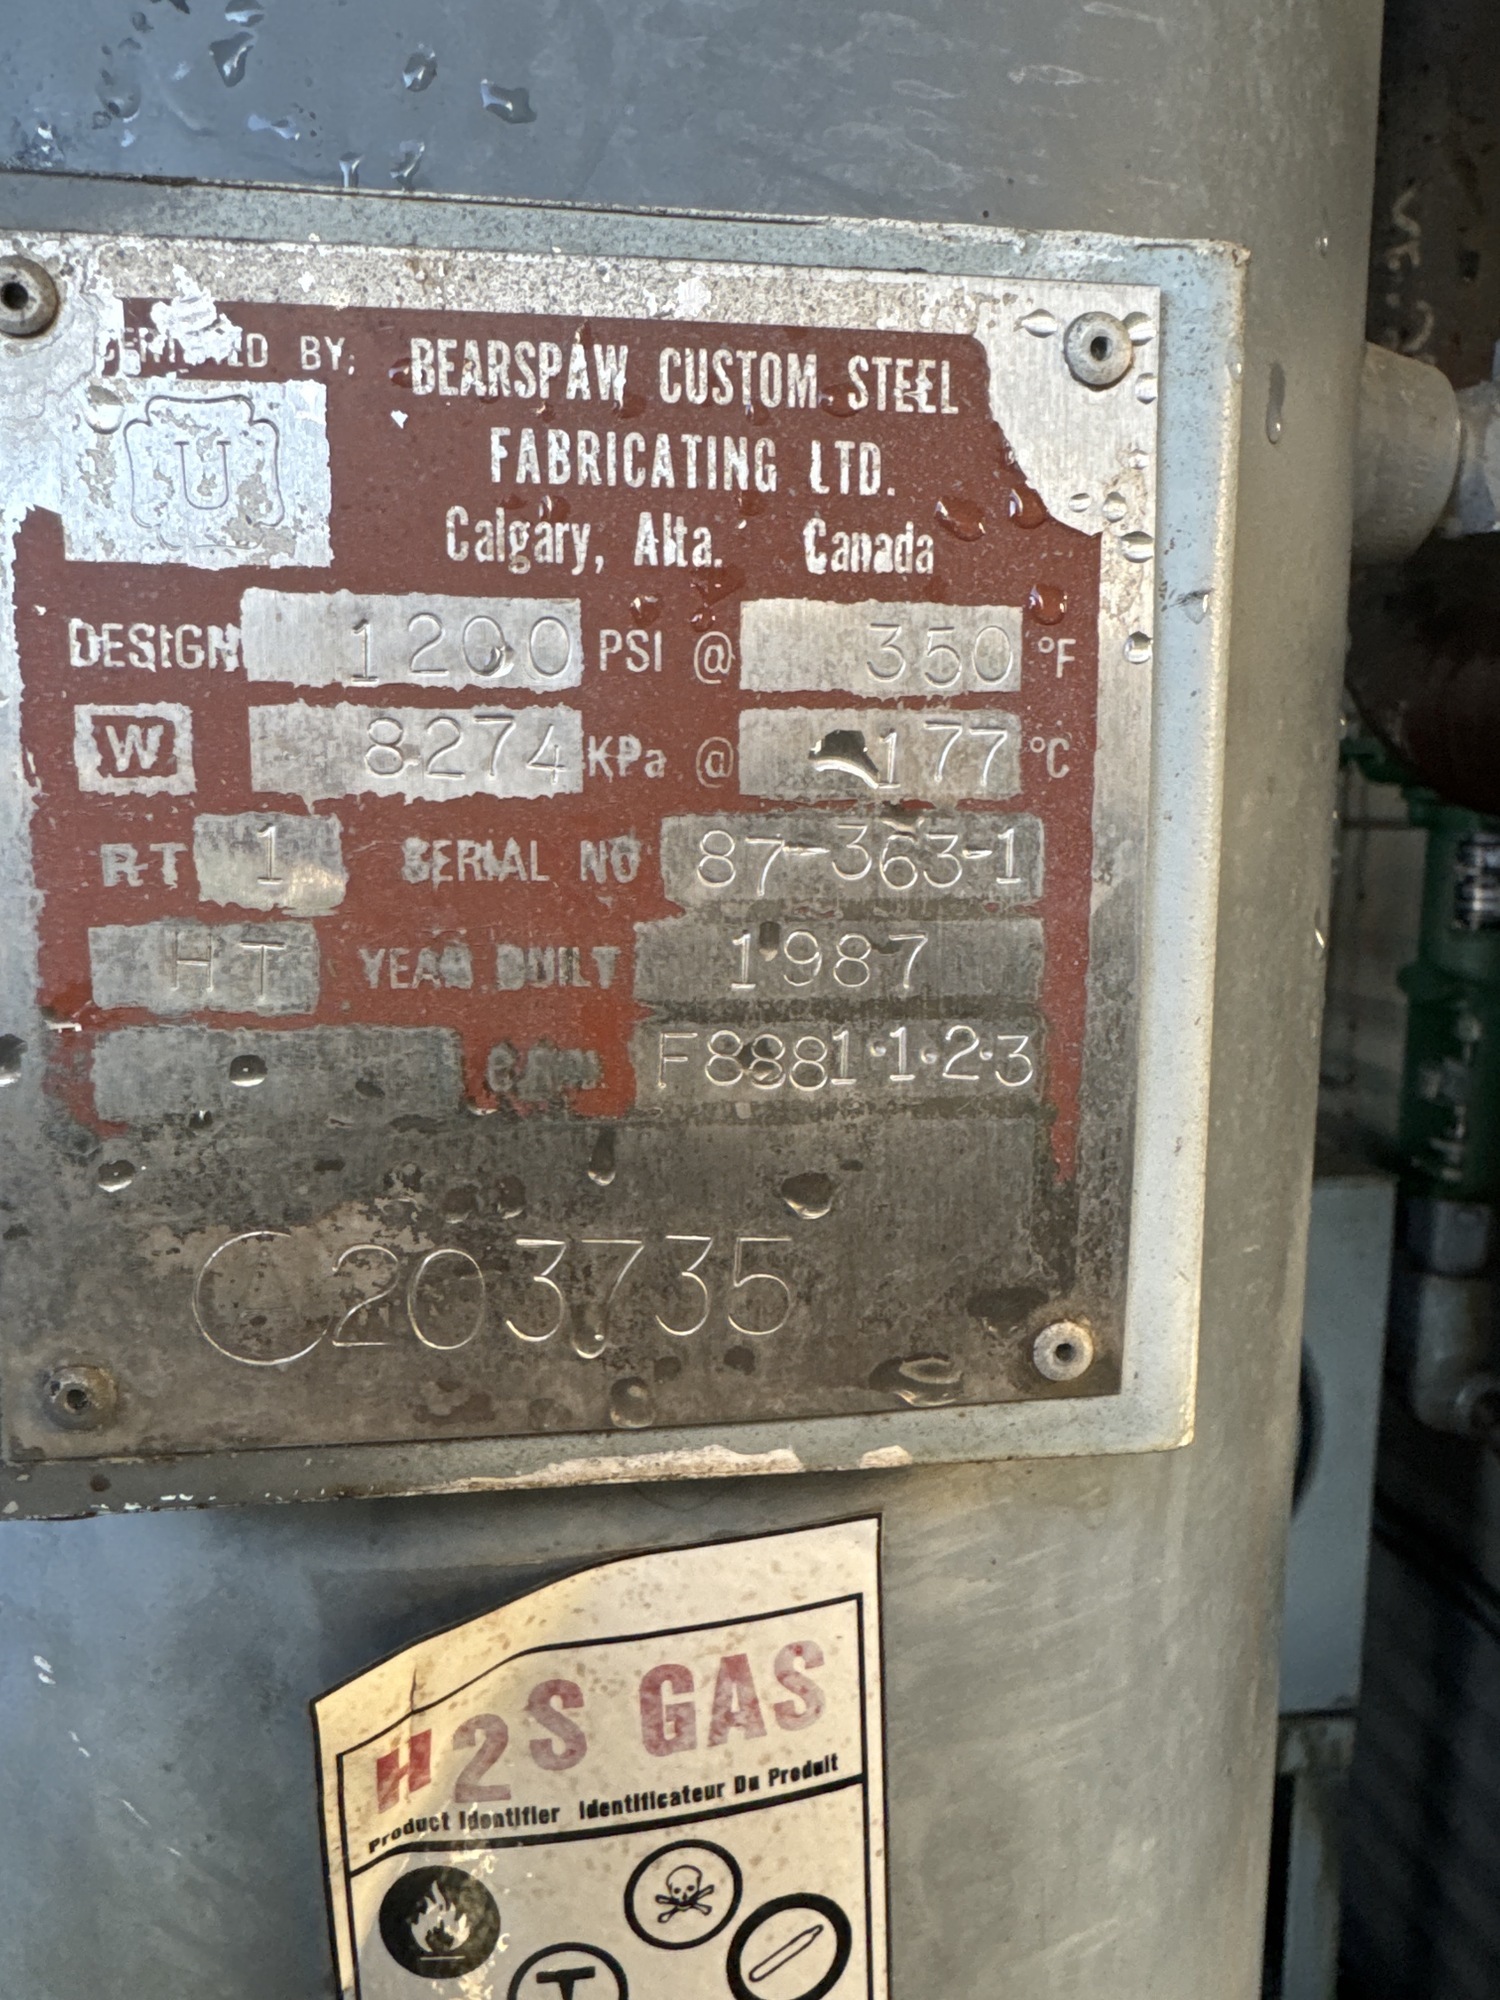 CERTIFIED BY: BEARSPAW CUSTOM STEEL
FABRICATING LTD.
U
Calgary, Alta. Canada
DESIGN 1200 PSI @ 350 °F
W 8274 KPa @ 177 °C
RT 1 SERIAL NO 87-363-1
HT YEAR BUILT 1987
C.R.N. F8881·1·2·3
A203735
H2S GAS
Product Identifier Identificateur Du Produit
T